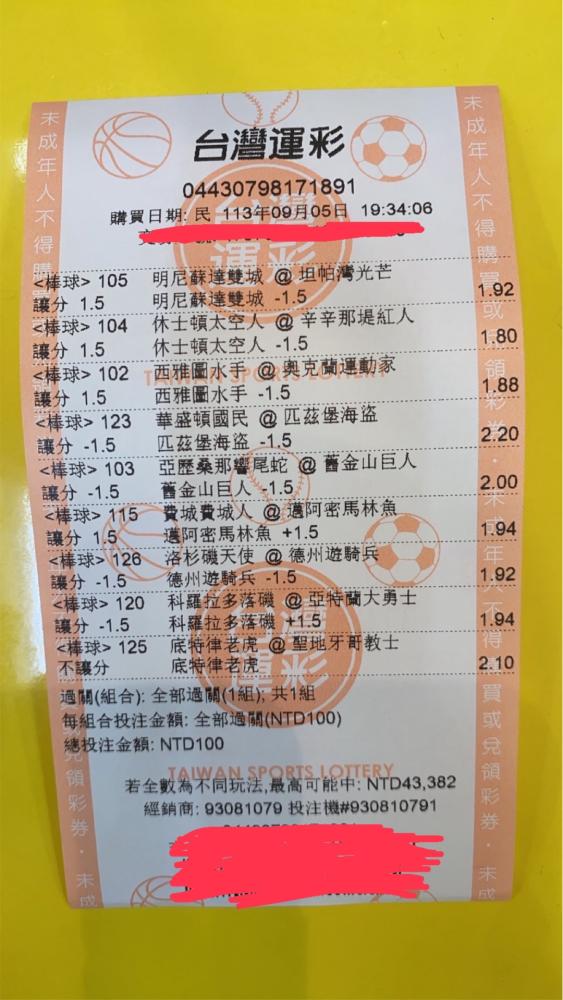 台灣運彩
04430798171891
購買日期: 民 113年09月05日 19:34:06
<棒球> 105 明尼蘇達雙城 @ 坦帕灣光芒
讓分 1.5 明尼蘇達雙城 -1.5 1.92
<棒球> 104 休士頓太空人 @ 辛辛那堤紅人
讓分 1.5 休士頓太空人 -1.5 1.80
<棒球> 102 西雅圖水手 @ 奧克蘭運動家
讓分 1.5 西雅圖水手 -1.5 1.88
<棒球> 123 華盛頓國民 @ 匹茲堡海盜
讓分 -1.5 匹茲堡海盜 -1.5 2.20
<棒球> 103 亞歷桑那響尾蛇 @ 舊金山巨人
讓分 -1.5 舊金山巨人 -1.5 2.00
<棒球> 115 費城費城人 @ 邁阿密馬林魚
讓分 1.5 邁阿密馬林魚 +1.5 1.94
<棒球> 126 洛杉磯天使 @ 德州遊騎兵
讓分 -1.5 德州遊騎兵 -1.5 1.92
<棒球> 120 科羅拉多落磯 @ 亞特蘭大勇士
讓分 -1.5 科羅拉多落磯 +1.5 1.94
<棒球> 125 底特律老虎 @ 聖地牙哥教士
不讓分 底特律老虎 2.10
過關(組合): 全部過關(1組), 共1組
每組合投注金額: 全部過關(NTD100)
總投注金額: NTD100
TAIWAN SPORTS LOTTERY
若全數為不同玩法,最高可能中: NTD43,382
經銷商: 93081079 投注機#930810791
未成年人不得購買或兌領彩券・未成
未成年人不得購買或兌領彩券・未成年人不得購買或兌領彩券・未成